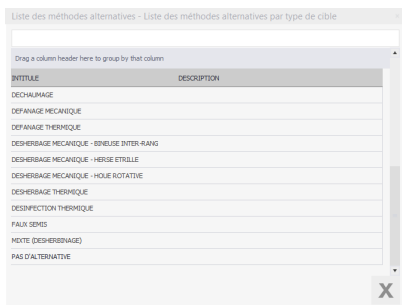 Liste des méthodes alternatives - Liste des méthodes alternatives par type de cible
Drag a column header here to group by that column
INTITULE DESCRIPTION
DECHAUMAGE
DEFANAGE MECANIQUE
DEFANAGE THERMIQUE
DESHERBAGE MECANIQUE - BINEUSE INTER-RANG
DESHERBAGE MECANIQUE - HERSE ETRILLE
DESHERBAGE MECANIQUE - HOUE ROTATIVE
DESHERBAGE THERMIQUE
DESINFECTION THERMIQUE
FAUX SEMIS
MIXTE (DESHERBINAGE)
PAS D'ALTERNATIVE
X